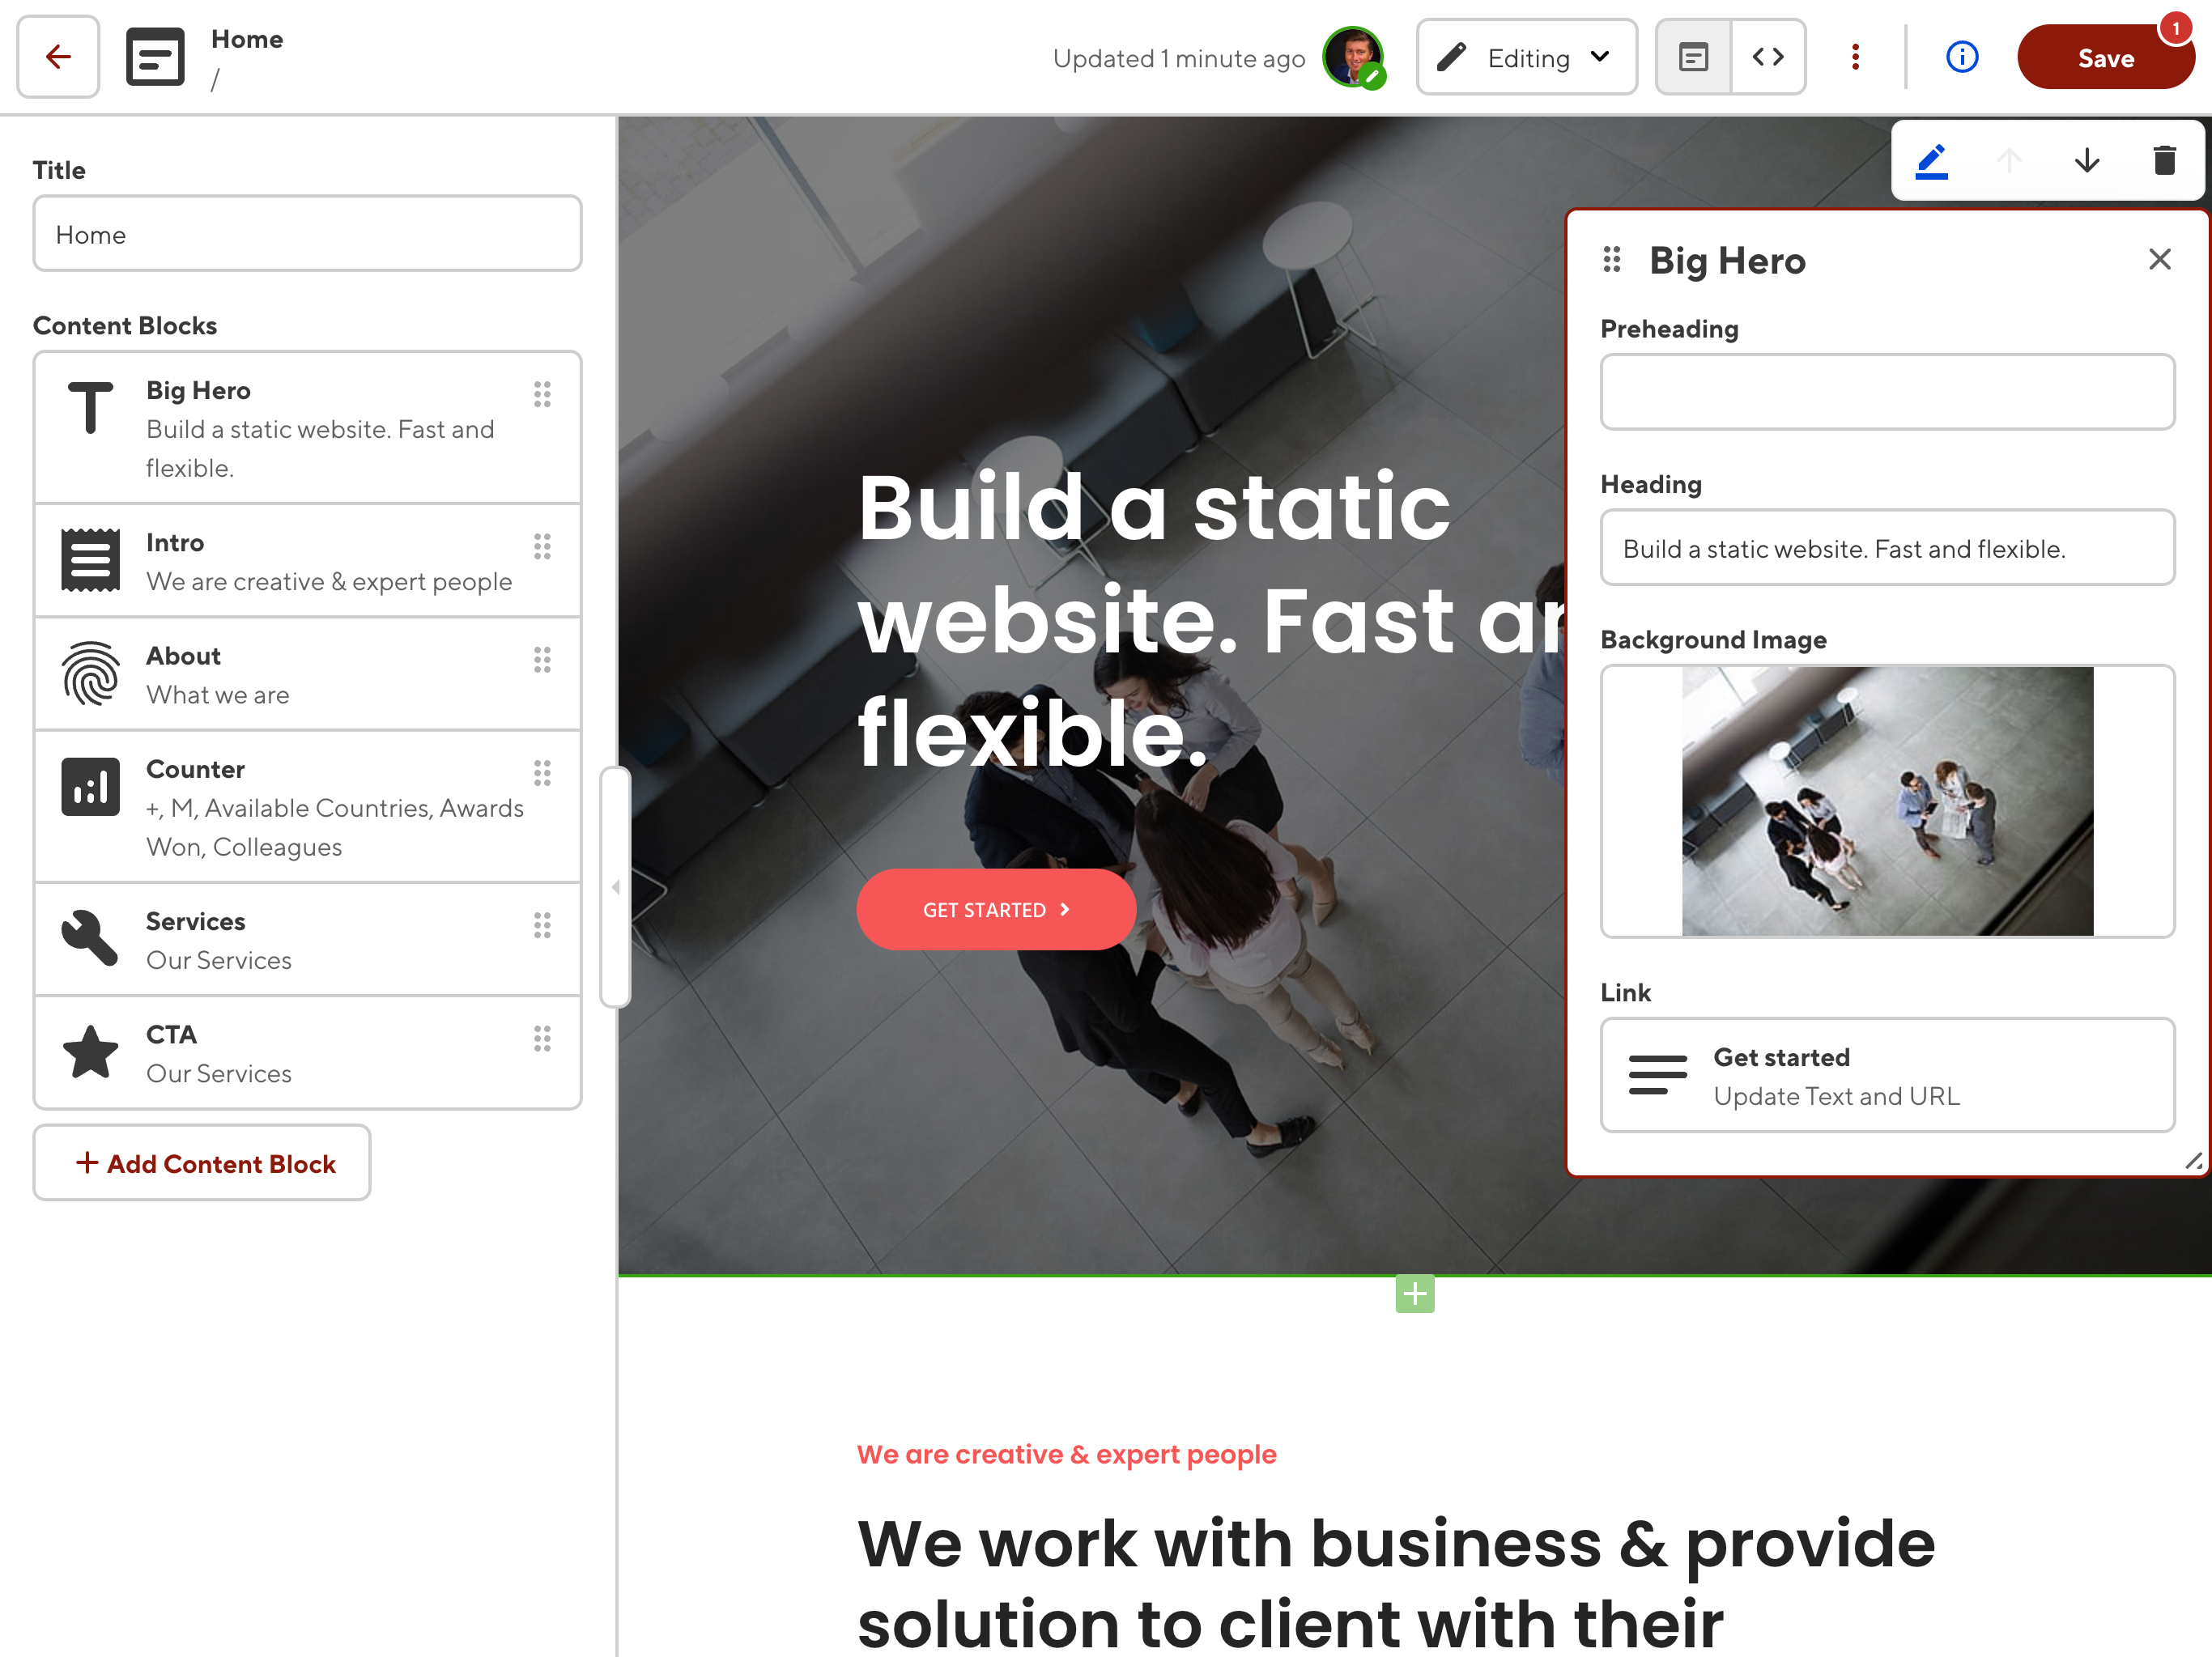 Home
/
Updated 1 minute ago
Editing
Save
1
Title
Home
Content Blocks
Big Hero
Build a static website. Fast and
flexible.
Intro
We are creative & expert people
About
What we are
Counter
+, M, Available Countries, Awards
Won, Colleagues
Services
Our Services
CTA
Our Services
+ Add Content Block
Build a static
website. Fast
flexible.
GET STARTED
Big Hero
Preheading
Heading
Build a static website. Fast and flexible.
Background Image
Link
Get started
Update Text and URL
We are creative & expert people
We work with business & provide
solution to client with their